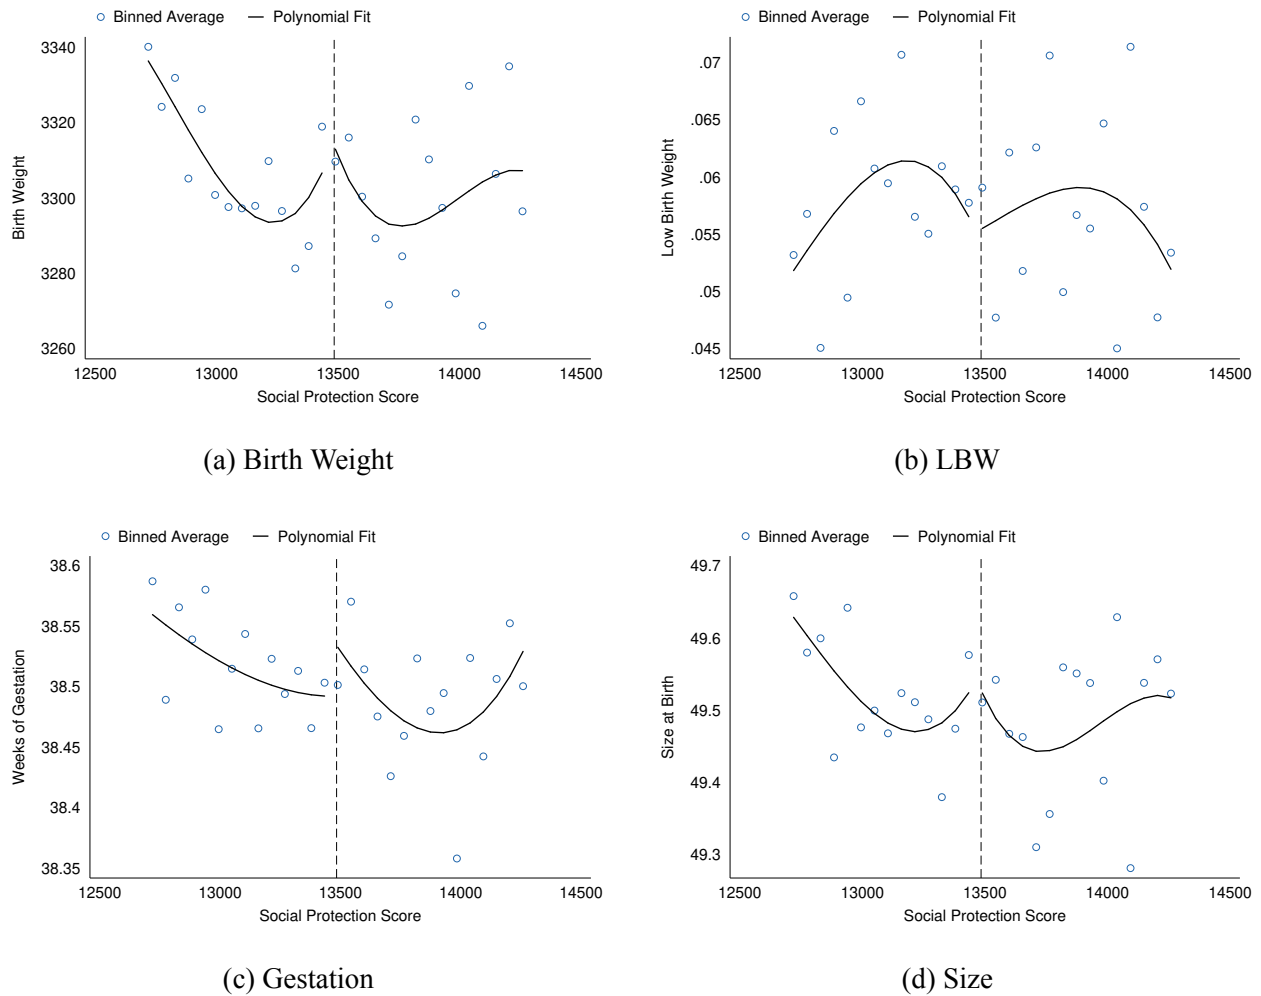 Binned Average Polynomial Fit
Birth Weight
3340
3320
3300
3280
3260
12500 13000 13500 14000 14500
Social Protection Score
(a) Birth Weight
Binned Average Polynomial Fit
Low Birth Weight
.07
.065
.06
.055
.05
.045
12500 13000 13500 14000 14500
Social Protection Score
(b) LBW
Binned Average Polynomial Fit
Weeks of Gestation
38.6
38.55
38.5
38.45
38.4
38.35
12500 13000 13500 14000 14500
Social Protection Score
(c) Gestation
Binned Average Polynomial Fit
Size at Birth
49.7
49.6
49.5
49.4
49.3
12500 13000 13500 14000 14500
Social Protection Score
(d) Size